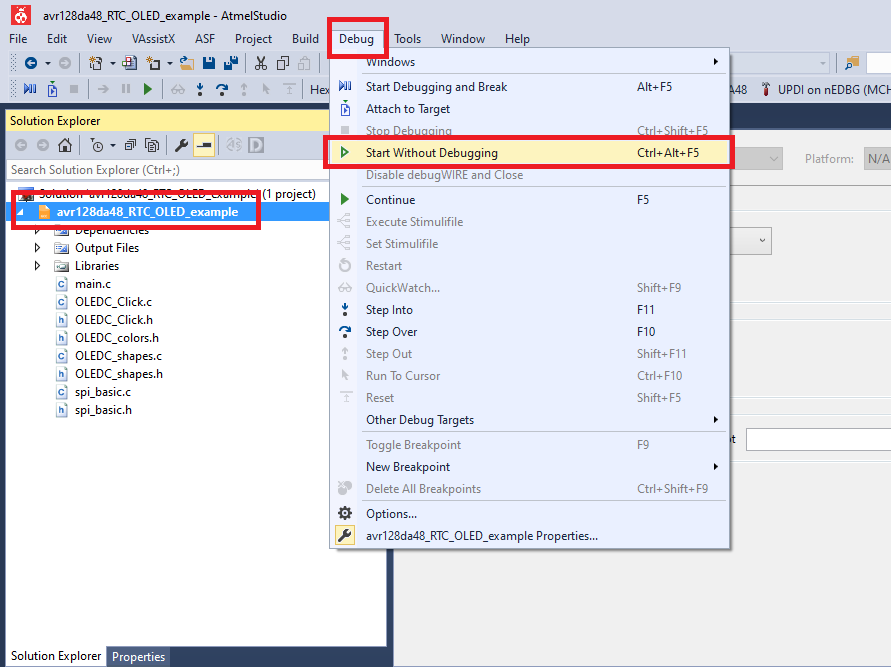 avr128da48_RTC_OLED_example - AtmelStudio
File Edit View VAssistX ASF Project Build Debug Tools Window Help
Hex
A48 UPDI on nEDBG (MCH
Solution Explorer
Search Solution Explorer (Ctrl+;)
Solution 'avr128da48_RTC_OLED_example' (1 project)
avr128da48_RTC_OLED_example
Dependencies
Output Files
Libraries
main.c
OLEDC_Click.c
OLEDC_Click.h
OLEDC_colors.h
OLEDC_shapes.c
OLEDC_shapes.h
spi_basic.c
spi_basic.h
Windows
Start Debugging and Break Alt+F5
Attach to Target
Stop Debugging Ctrl+Shift+F5
Start Without Debugging Ctrl+Alt+F5
Disable debugWIRE and Close
Continue F5
Execute Stimulifile
Set Stimulifile
Restart
QuickWatch... Shift+F9
Step Into F11
Step Over F10
Step Out Shift+F11
Run To Cursor Ctrl+F10
Reset Shift+F5
Other Debug Targets
Toggle Breakpoint F9
New Breakpoint
Delete All Breakpoints Ctrl+Shift+F9
Options...
avr128da48_RTC_OLED_example Properties...
Platform: N/A
Solution Explorer Properties